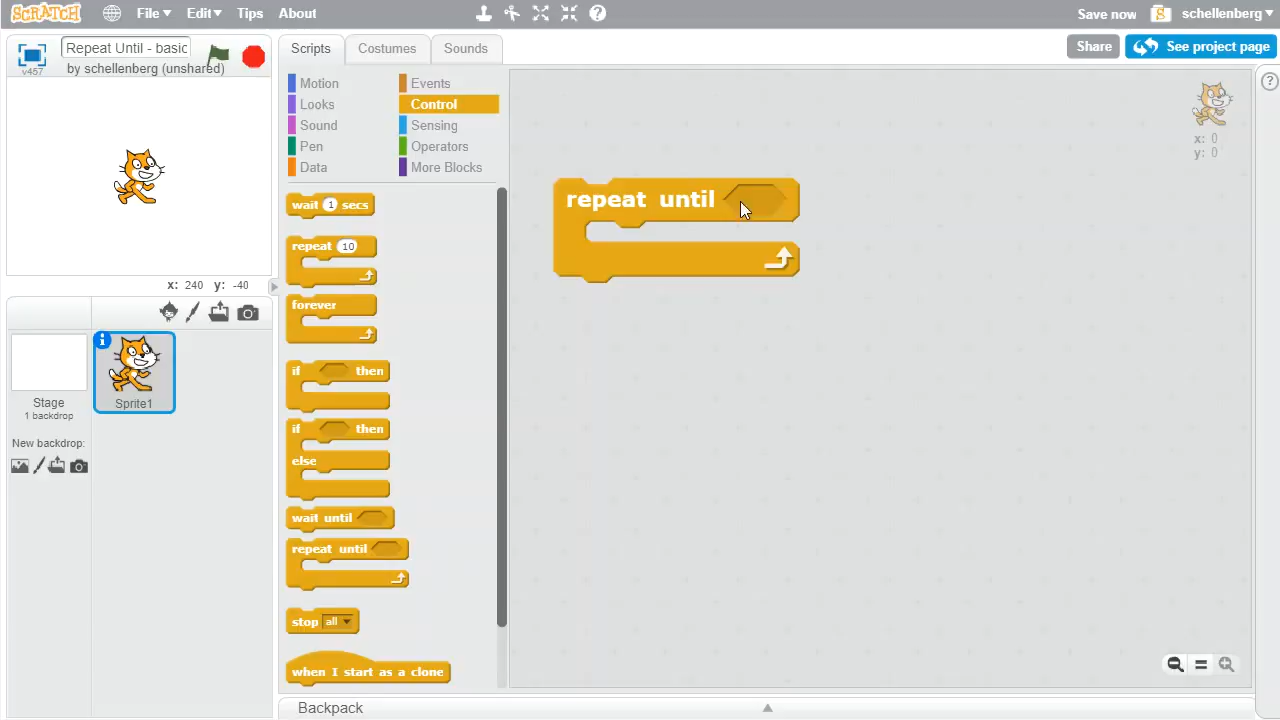 SCRATCH File Edit Tips About Save now schellenberg
Repeat Until - basic
v457 by schellenberg (unshared)
Scripts Costumes Sounds
Share See project page
Motion Events
Looks Control
Sound Sensing
Pen Operators
Data More Blocks
x: 0
y: 0
wait 1 secs
repeat 10
forever
if then
if then
else
wait until
repeat until
stop all
when I start as a clone
repeat until
x: 240 y: -40
Stage
1 backdrop
New backdrop:
Sprite1
Backpack